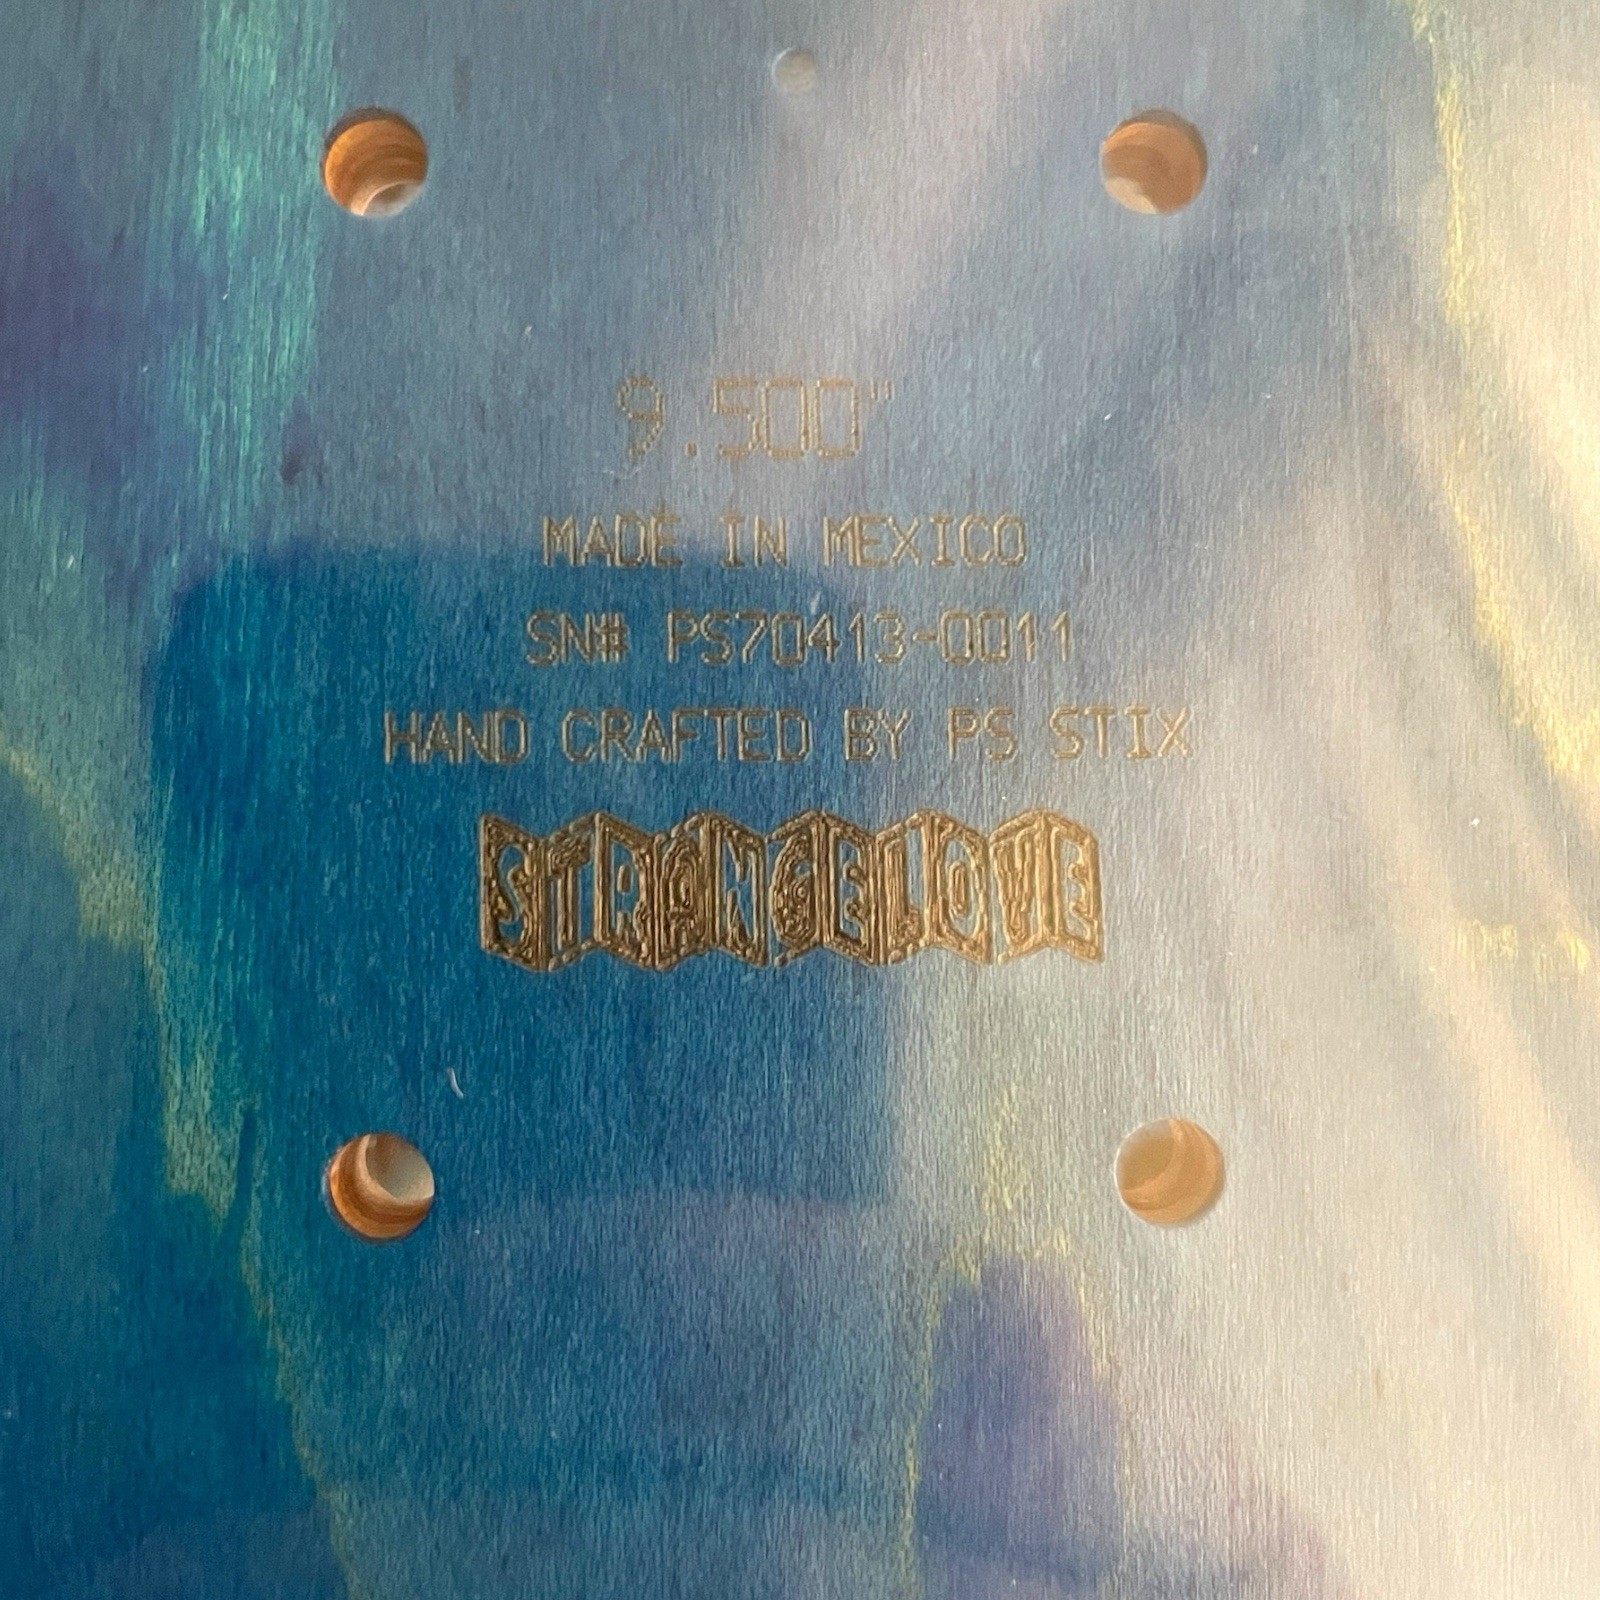 9.500"
MADE IN MEXICO
SN# PS70413-0011
HAND CRAFTED BY PS STIX
STRANGELOVE